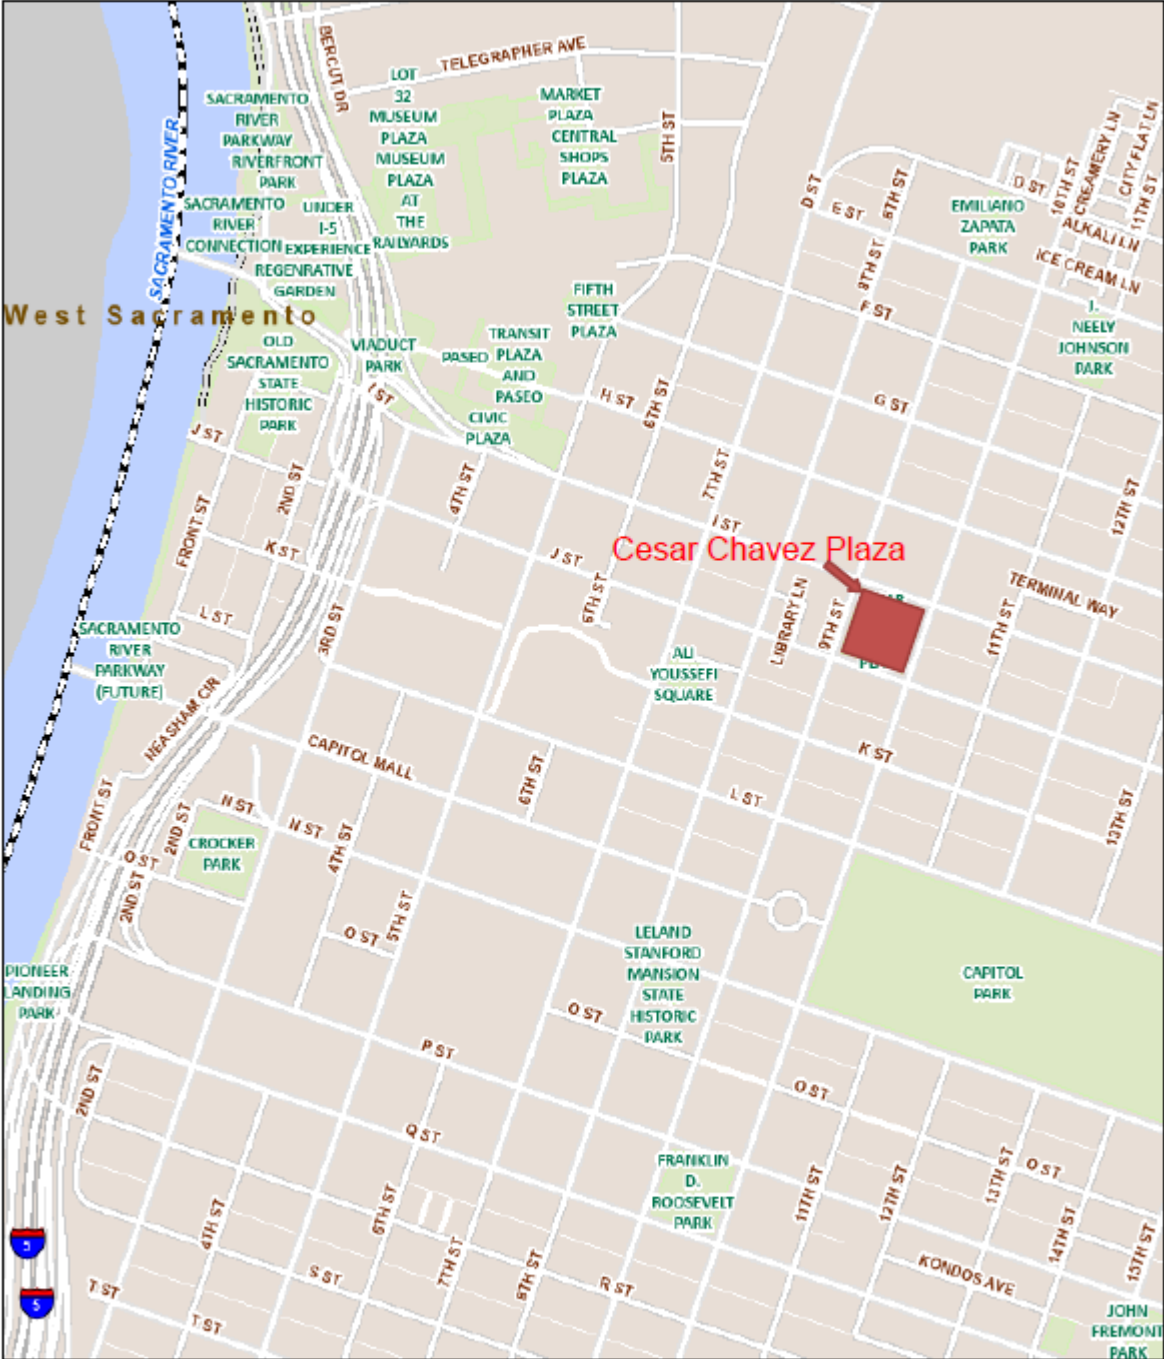 BERCUT DR
TELEGRAPHER AVE
LOT
32
MUSEUM
PLAZA
MUSEUM
PLAZA
AT
THE
RAILYARDS
MARKET
PLAZA
CENTRAL
SHOPS
PLAZA
5TH ST
SACRAMENTO
RIVER
PARKWAY
RIVERFRONT
PARK
SACRAMENTO RIVER
SACRAMENTO
RIVER
CONNECTION
UNDER
I-5
EXPERIENCE
REGENRATIVE
GARDEN
D ST
E ST
8TH ST
9TH ST
F ST
D ST
10TH ST
CREAMERY LN
CITY FLAT LN
11TH ST
ALKALI LN
ICE CREAM LN
EMILIANO
ZAPATA
PARK
J.
NEELY
JOHNSON
PARK
West Sacramento
OLD
SACRAMENTO
STATE
HISTORIC
PARK
VIADUCT
PARK
PASEO
TRANSIT
PLAZA
AND
PASEO
FIFTH
STREET
PLAZA
CIVIC
PLAZA
I ST
H ST
6TH ST
G ST
J ST
2ND ST
FRONT ST
4TH ST
7TH ST
I ST
12TH ST
K ST
J ST
Cesar Chavez Plaza
TERMINAL WAY
L ST
3RD ST
6TH ST
LIBRARY LN
9TH ST
11TH ST
SACRAMENTO
RIVER
PARKWAY
(FUTURE)
ALI
YOUSSEFI
SQUARE
NEASHAM CIR
CAPITOL MALL
6TH ST
K ST
L ST
13TH ST
FRONT ST
2ND ST
N ST
N ST
CROCKER
PARK
4TH ST
O ST
2ND ST
5TH ST
O ST
LELAND
STANFORD
MANSION
STATE
HISTORIC
PARK
CAPITOL
PARK
PIONEER
LANDING
PARK
O ST
P ST
O ST
2ND ST
Q ST
FRANKLIN
D.
ROOSEVELT
PARK
11TH ST
12TH ST
13TH ST
O ST
14TH ST
15TH ST
4TH ST
6TH ST
7TH ST
8TH ST
5
5
S ST
R ST
KONDOS AVE
T ST
T ST
JOHN
FREMONT
PARK